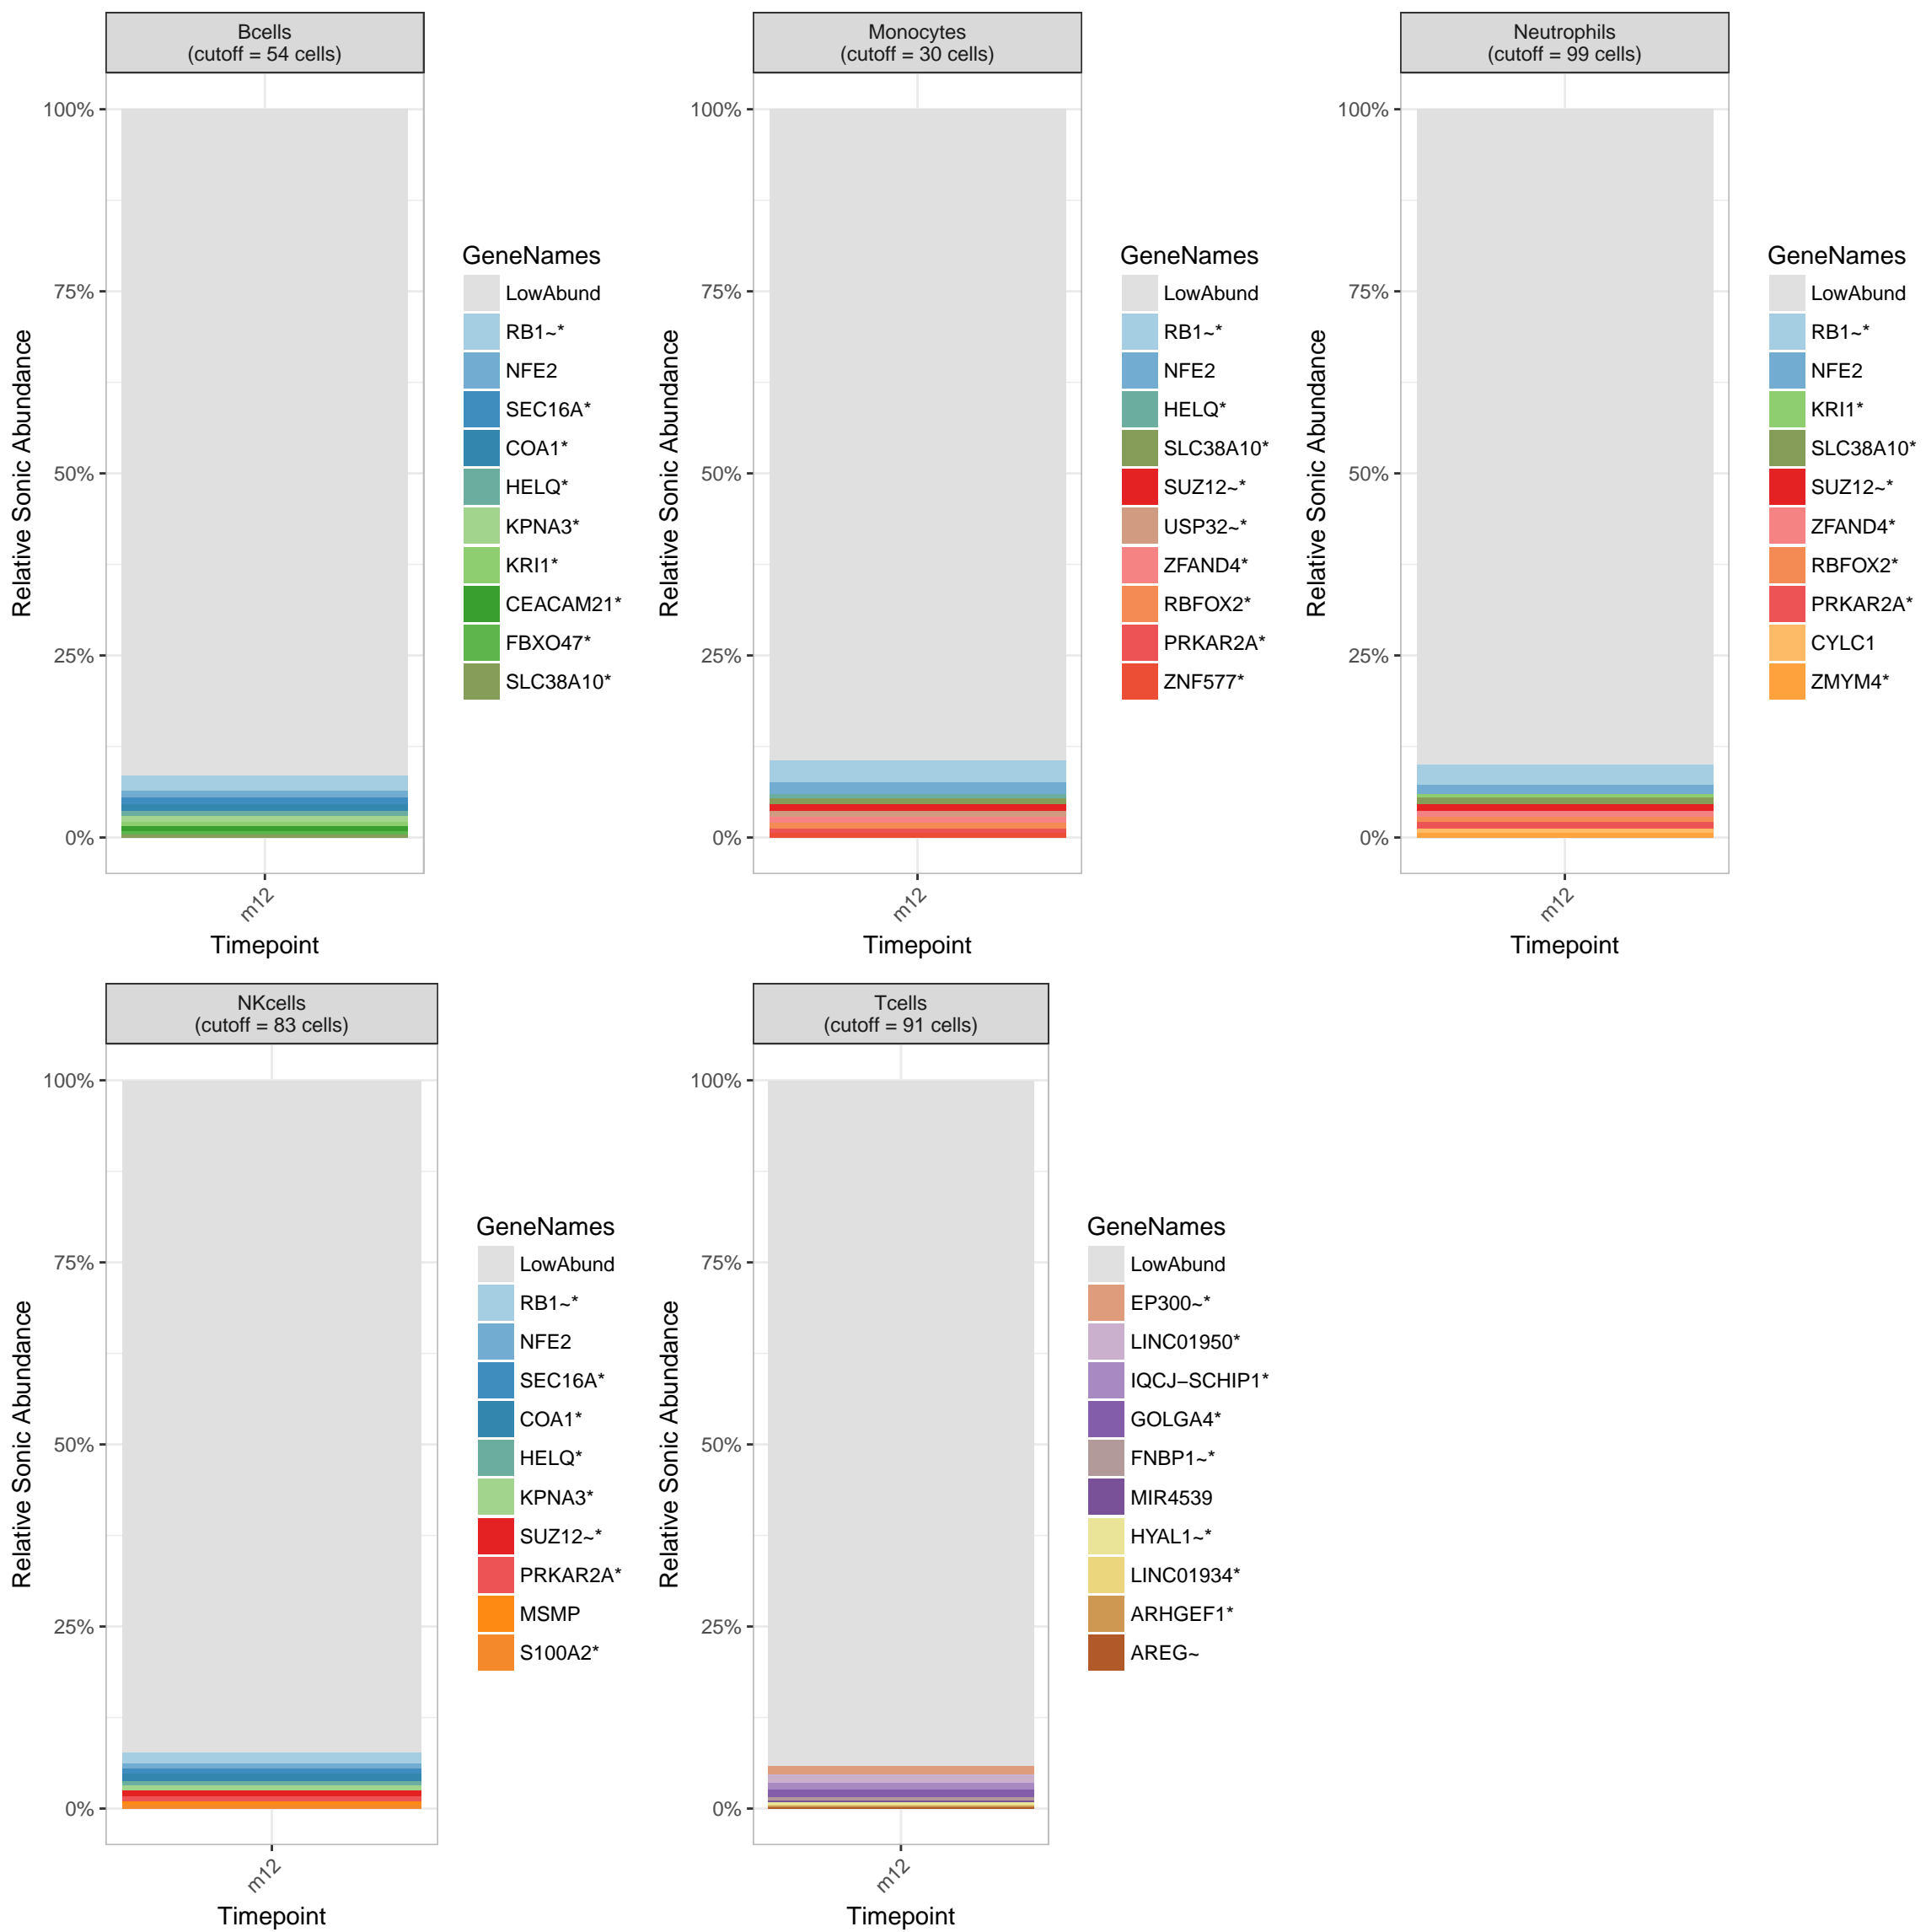 Bcells
(cutoff = 54 cells)
Relative Sonic Abundance
100%
75%
50%
25%
0%
m12
Timepoint
GeneNames
LowAbund
RB1~*
NFE2
SEC16A*
COA1*
HELQ*
KPNA3*
KRI1*
CEACAM21*
FBXO47*
SLC38A10*
Monocytes
(cutoff = 30 cells)
Relative Sonic Abundance
100%
75%
50%
25%
0%
m12
Timepoint
GeneNames
LowAbund
RB1~*
NFE2
HELQ*
SLC38A10*
SUZ12~*
USP32~*
ZFAND4*
RBFOX2*
PRKAR2A*
ZNF577*
Neutrophils
(cutoff = 99 cells)
Relative Sonic Abundance
100%
75%
50%
25%
0%
m12
Timepoint
GeneNames
LowAbund
RB1~*
NFE2
KRI1*
SLC38A10*
SUZ12~*
ZFAND4*
RBFOX2*
PRKAR2A*
CYLC1
ZMYM4*
NKcells
(cutoff = 83 cells)
Relative Sonic Abundance
100%
75%
50%
25%
0%
m12
Timepoint
GeneNames
LowAbund
RB1~*
NFE2
SEC16A*
COA1*
HELQ*
KPNA3*
SUZ12~*
PRKAR2A*
MSMP
S100A2*
Tcells
(cutoff = 91 cells)
Relative Sonic Abundance
100%
75%
50%
25%
0%
m12
Timepoint
GeneNames
LowAbund
EP300~*
LINC01950*
IQCJ−SCHIP1*
GOLGA4*
FNBP1~*
MIR4539
HYAL1~*
LINC01934*
ARHGEF1*
AREG~